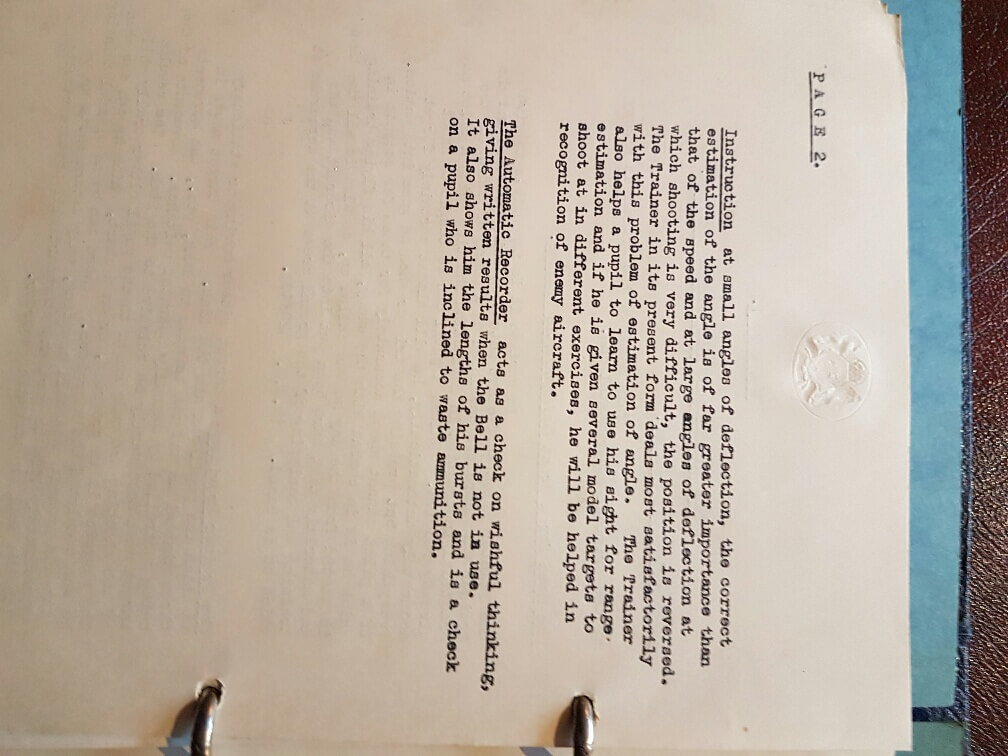 PAGE 2.
Instruction at small angles of deflection, the correct
estimation of the angle is of far greater importance than
that of the speed and at large angles of deflection at
which shooting is very difficult, the position is reversed.
The Trainer in its present form deals most satisfactorily
with this problem of estimation of angle. The Trainer
also helps a pupil to learn to use his sight for range
estimation and if he is given several model targets to
shoot at in different exercises, he will be helped in
recognition of enemy aircraft.
The Automatic Recorder acts as a check on wishful thinking,
giving written results when the Bell is not in use.
It also shows him the lengths of his bursts and is a check
on a pupil who is inclined to waste ammunition.